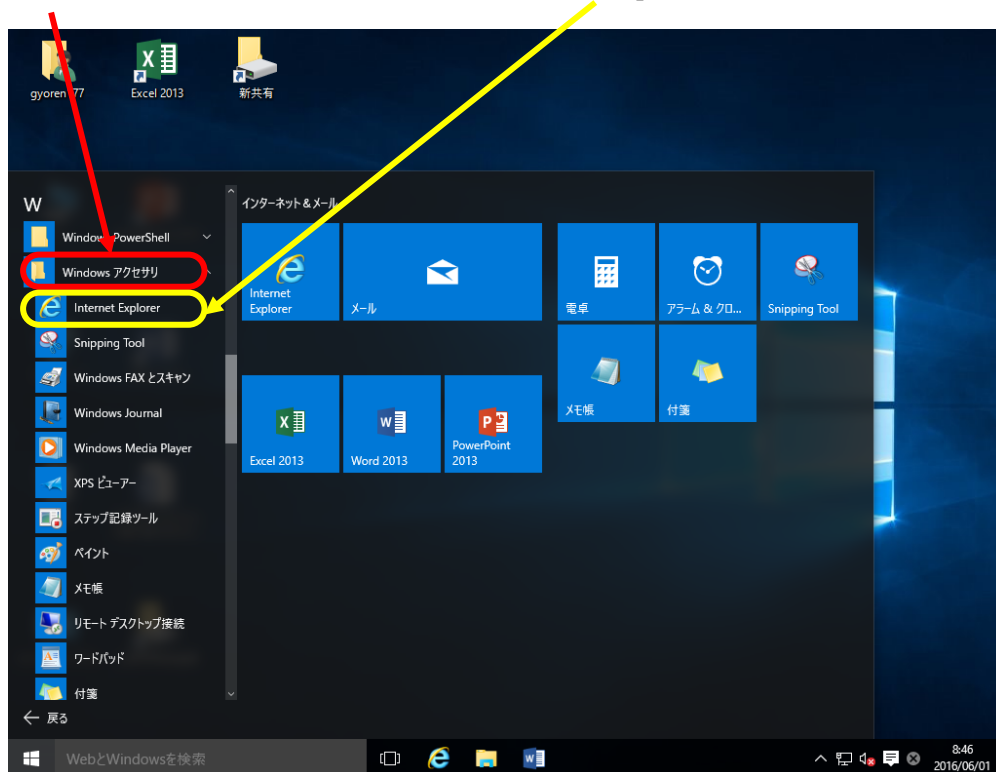 gyoren
77
Excel 2013
新共有
W
Windows PowerShell
Windows アクセサリ
Internet Explorer
Snipping Tool
Windows FAX とスキャン
Windows Journal
Windows Media Player
XPS ビューアー
ステップ記録ツール
ペイント
メモ帳
リモート デスクトップ接続
ワードパッド
付箋
戻る
インターネット & メール
Internet
Explorer
メール
電卓
アラーム & クロ...
Snipping Tool
メモ帳
付箋
Excel 2013
Word 2013
PowerPoint
2013
WebとWindowsを検索
8:46
2016/06/01